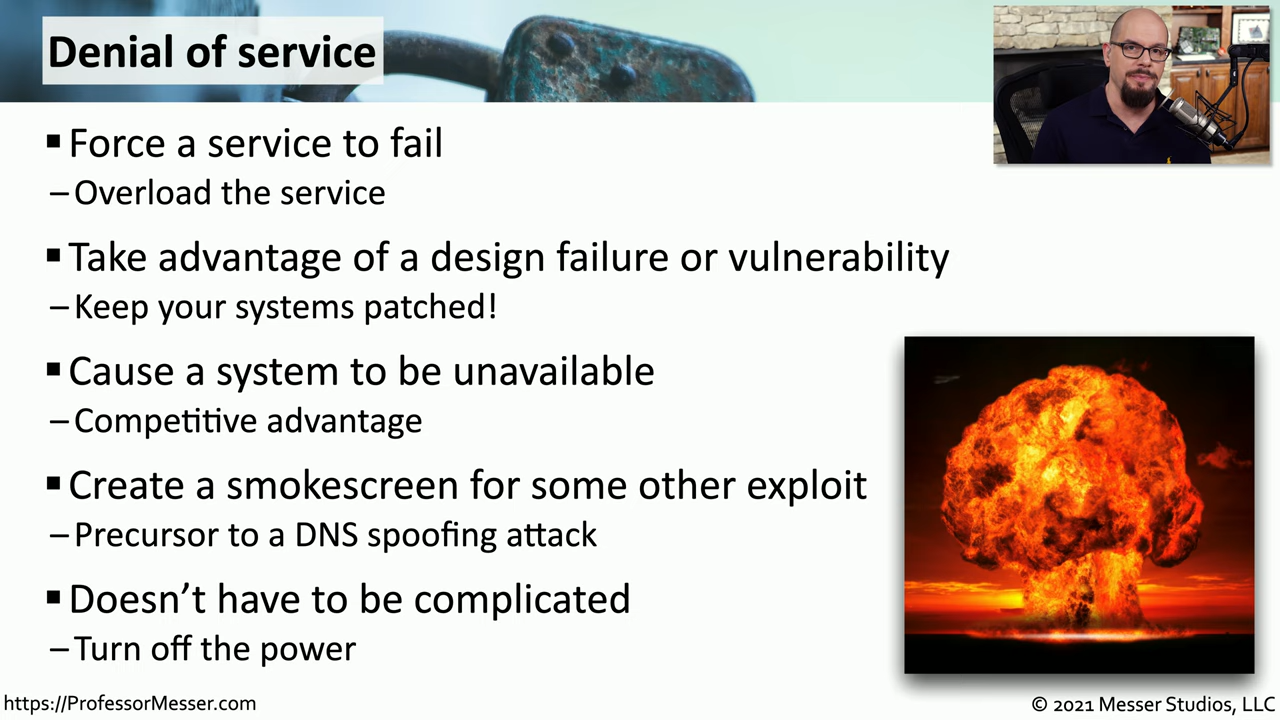 Denial of service
▪Force a service to fail
–Overload the service
▪Take advantage of a design failure or vulnerability
–Keep your systems patched!
▪Cause a system to be unavailable
–Competitive advantage
▪Create a smokescreen for some other exploit
–Precursor to a DNS spoofing attack
▪Doesn’t have to be complicated
–Turn off the power
https://ProfessorMesser.com
© 2021 Messer Studios, LLC